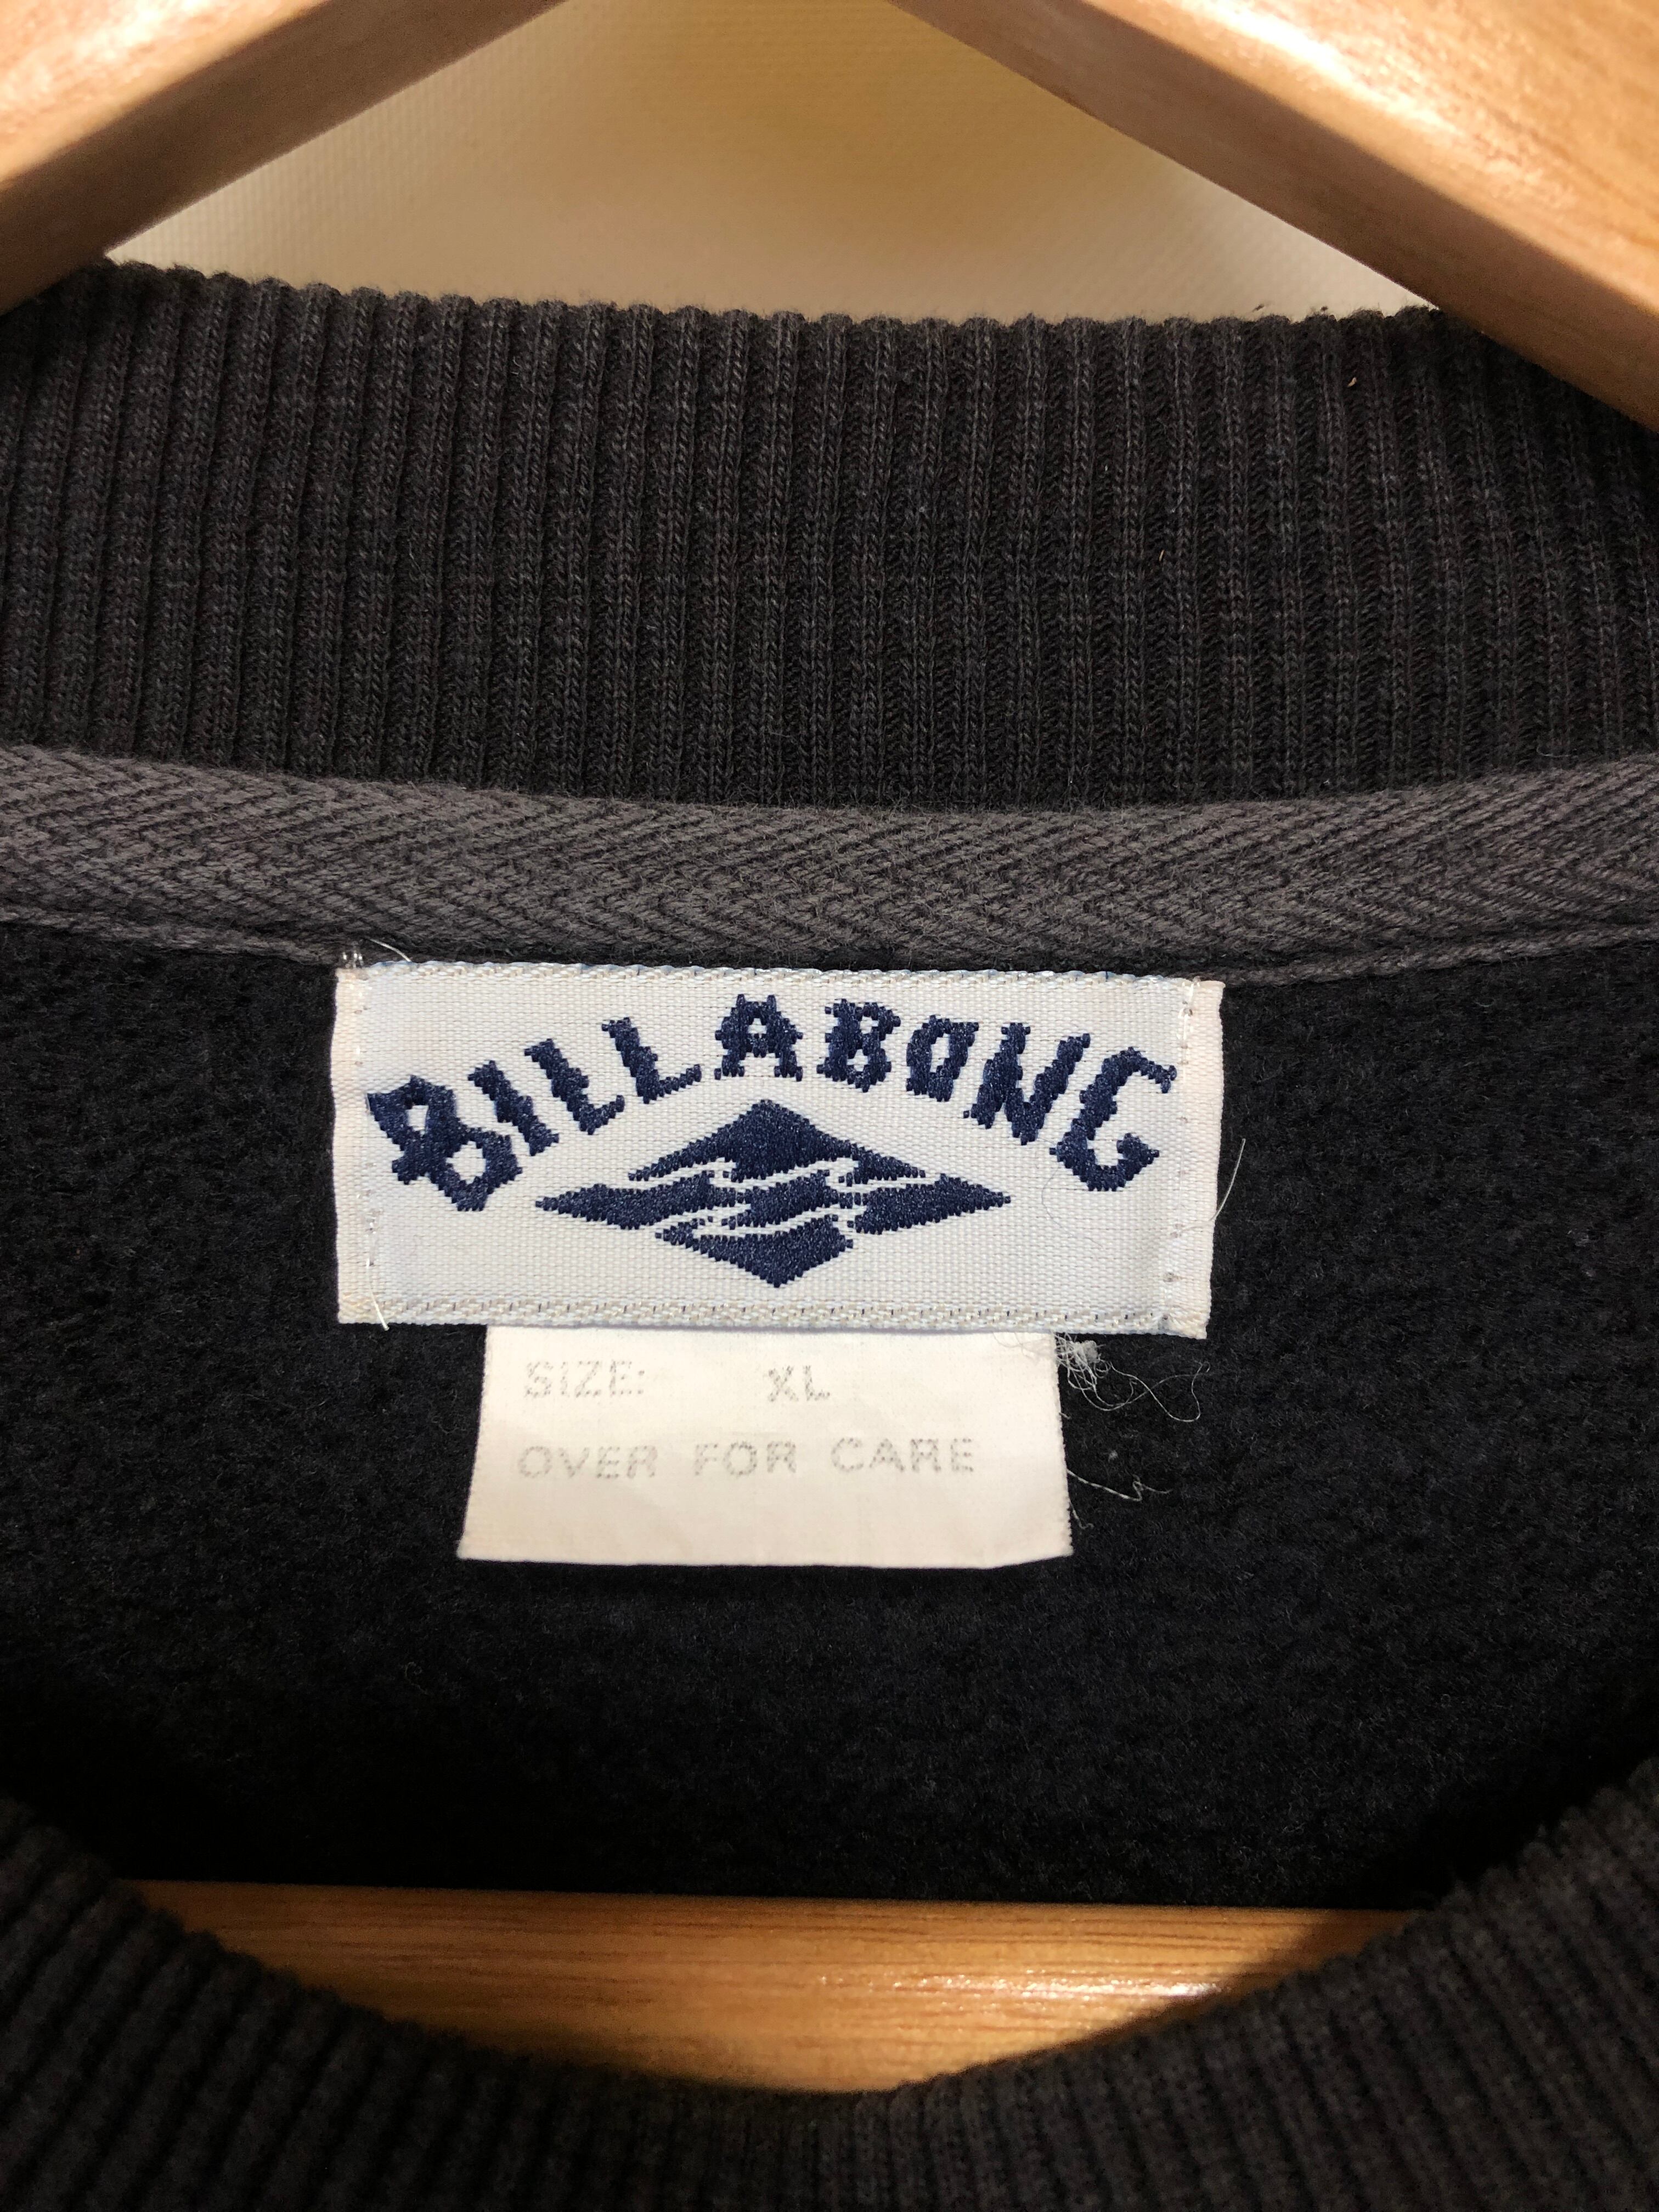 BILLABONG
SIZE: XL
OVER FOR CARE